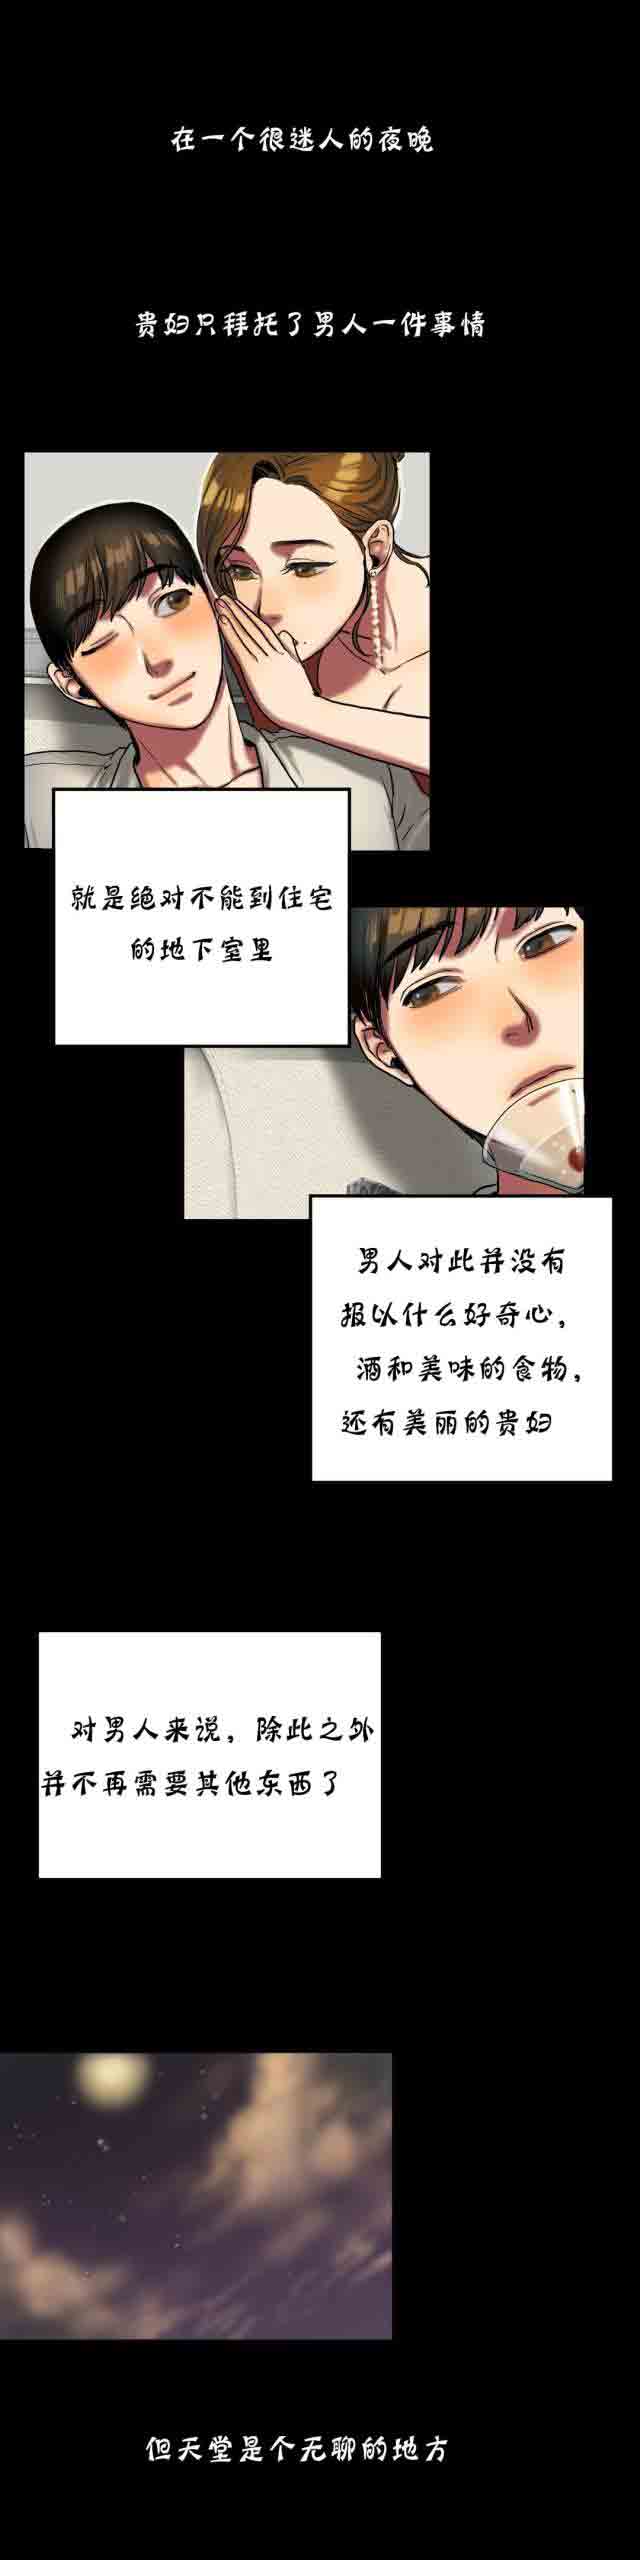 在一个很迷人的夜晚
贵妇只拜托了男人一件事情
就是绝对不能到住宅
的地下室里
男人对此并没有
报以什么好奇心，
酒和美味的食物，
还有美丽的贵妇
对男人来说，除此之外
并不再需要其他东西了
但天堂是个无聊的地方